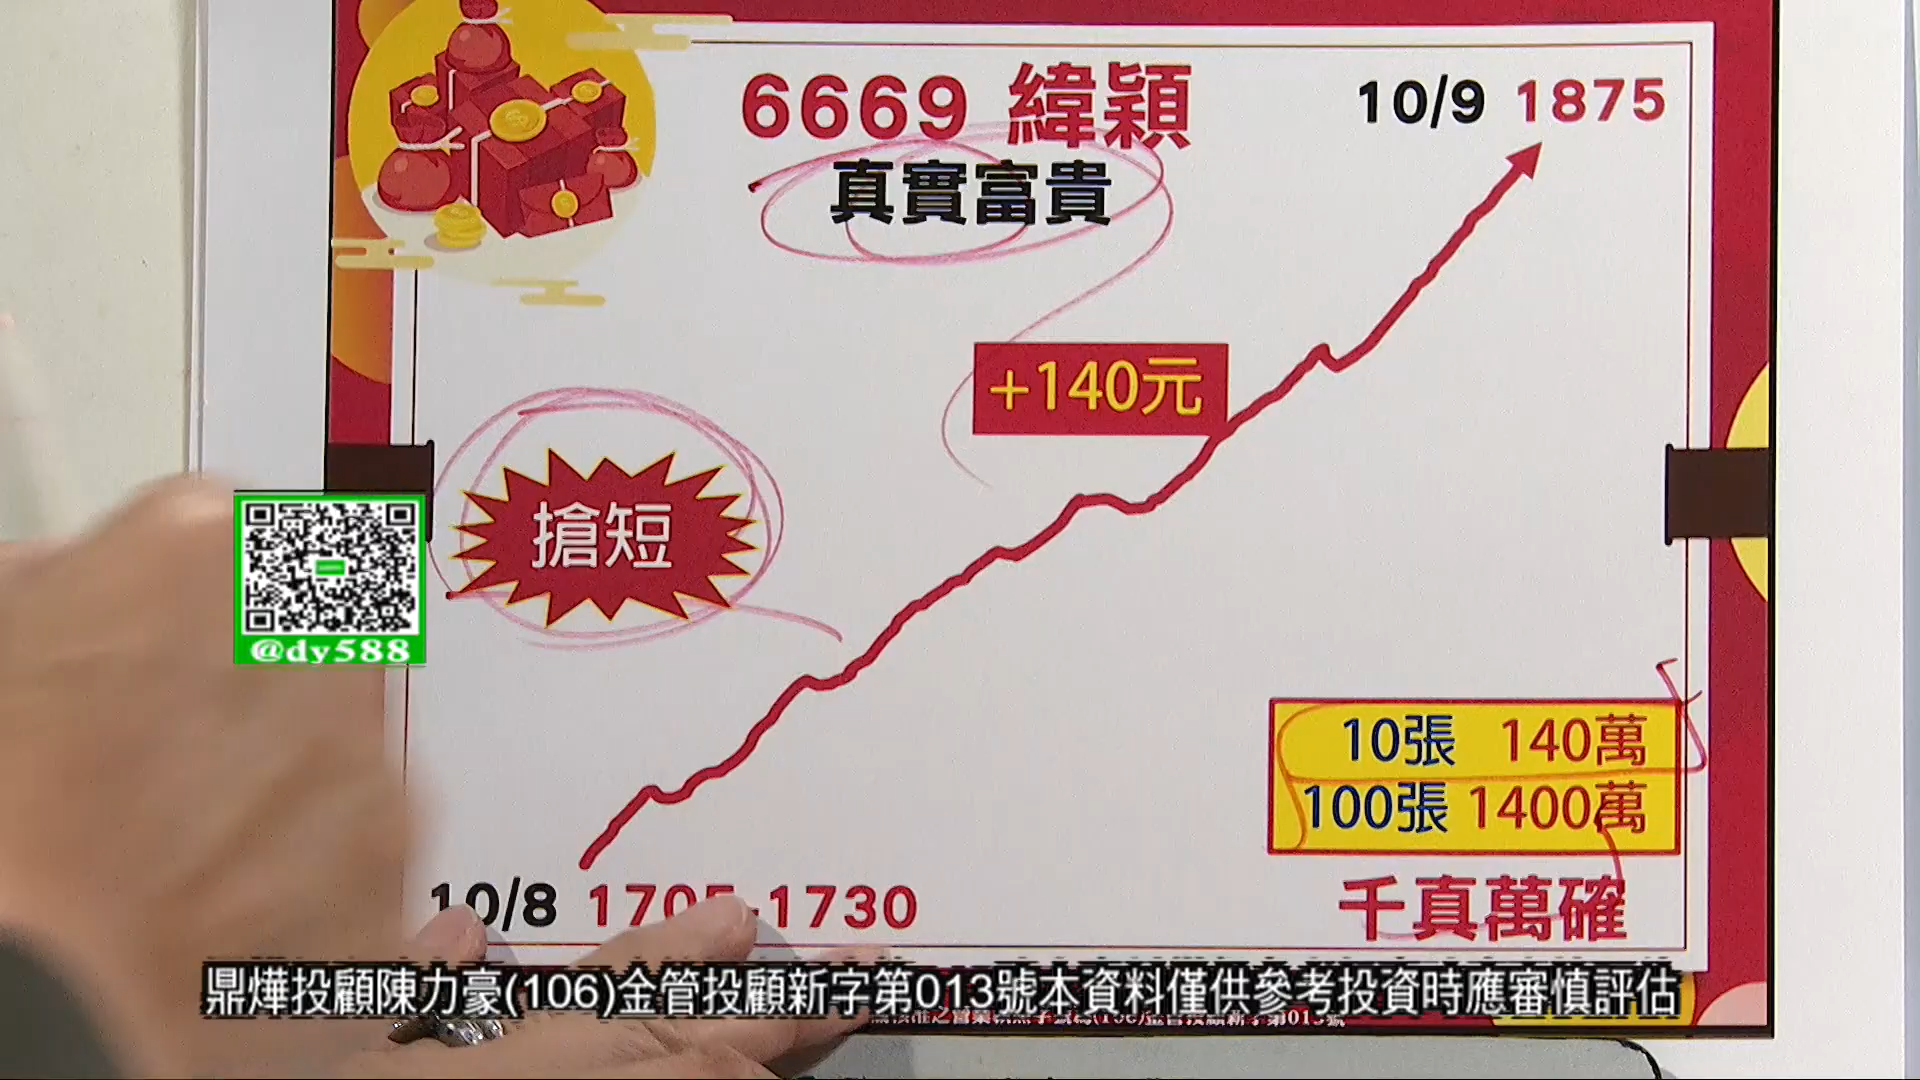 6669 緯穎
真實富貴
10/9 1875
+140元
搶短
@dy588
10張 140萬
100張 1400萬
10/8 1705-1730
千真萬確
鼎燁投顧陳力豪(106)金管投顧新字第013號本資料僅供參考投資時應審慎評估